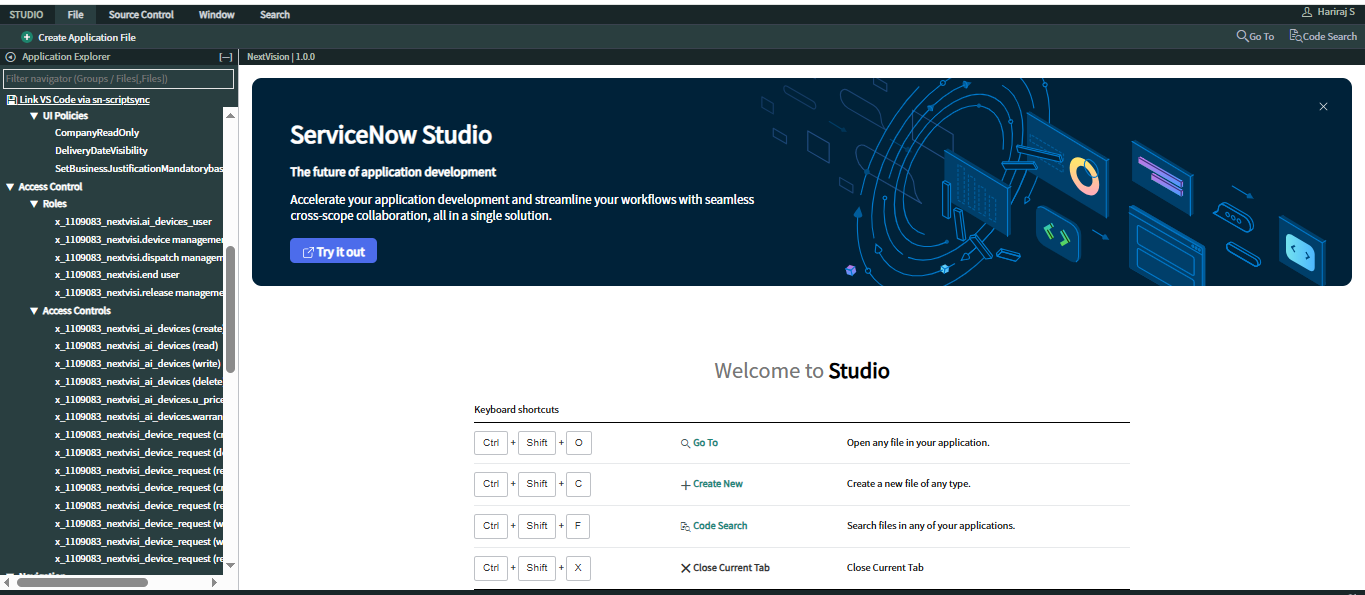 STUDIO File Source Control Window Search Hariraj S
Create Application File Go To Code Search
Application Explorer [—] NextVision | 1.0.0
Filter navigator (Groups / Files[,Files])
Link VS Code via sn-scriptsync
UI Policies
CompanyReadOnly
DeliveryDateVisibility
SetBusinessJustificationMandatorybas
Access Control
Roles
x_1109083_nextvisi.ai_devices_user
x_1109083_nextvisi.device manageme
x_1109083_nextvisi.dispatch managem
x_1109083_nextvisi.end user
x_1109083_nextvisi.release manageme
Access Controls
x_1109083_nextvisi_ai_devices (create
x_1109083_nextvisi_ai_devices (read)
x_1109083_nextvisi_ai_devices (write)
x_1109083_nextvisi_ai_devices (delete
x_1109083_nextvisi_ai_devices.u_price
x_1109083_nextvisi_ai_devices.warran
x_1109083_nextvisi_device_request (cr
x_1109083_nextvisi_device_request (de
x_1109083_nextvisi_device_request (re
x_1109083_nextvisi_device_request (cr
x_1109083_nextvisi_device_request (re
x_1109083_nextvisi_device_request (w
x_1109083_nextvisi_device_request (w
x_1109083_nextvisi_device_request (re
ServiceNow Studio
The future of application development
Accelerate your application development and streamline your workflows with seamless
cross-scope collaboration, all in a single solution.
Try it out
Welcome to Studio
Keyboard shortcuts
Ctrl + Shift + O Go To Open any file in your application.
Ctrl + Shift + C Create New Create a new file of any type.
Ctrl + Shift + F Code Search Search files in any of your applications.
Ctrl + Shift + X Close Current Tab Close Current Tab